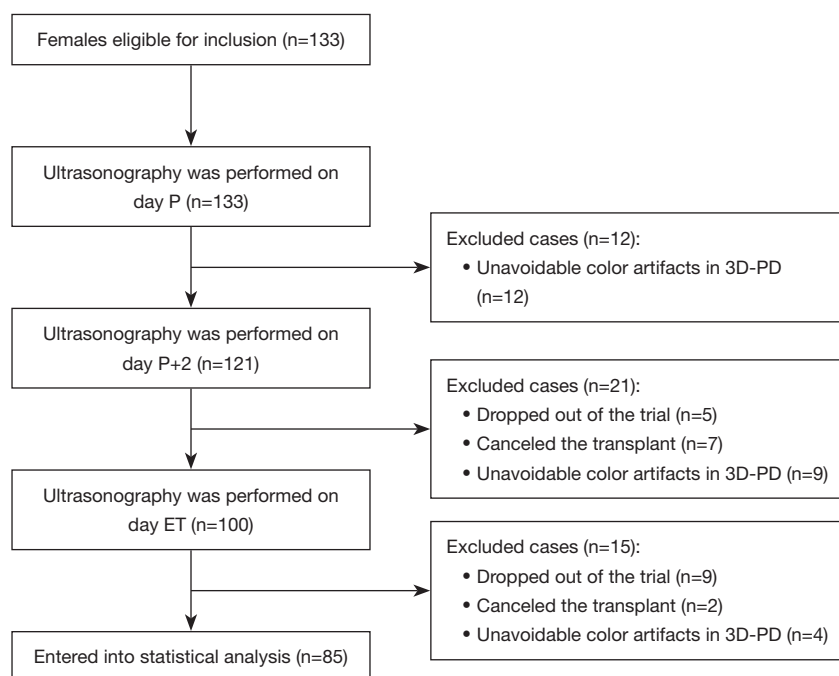 Females eligible for inclusion (n=133)
Ultrasonography was performed on
day P (n=133)
Excluded cases (n=12):
• Unavoidable color artifacts in 3D-PD
(n=12)
Ultrasonography was performed on
day P+2 (n=121)
Excluded cases (n=21):
• Dropped out of the trial (n=5)
• Canceled the transplant (n=7)
• Unavoidable color artifacts in 3D-PD (n=9)
Ultrasonography was performed on
day ET (n=100)
Excluded cases (n=15):
• Dropped out of the trial (n=9)
• Canceled the transplant (n=2)
• Unavoidable color artifacts in 3D-PD (n=4)
Entered into statistical analysis (n=85)